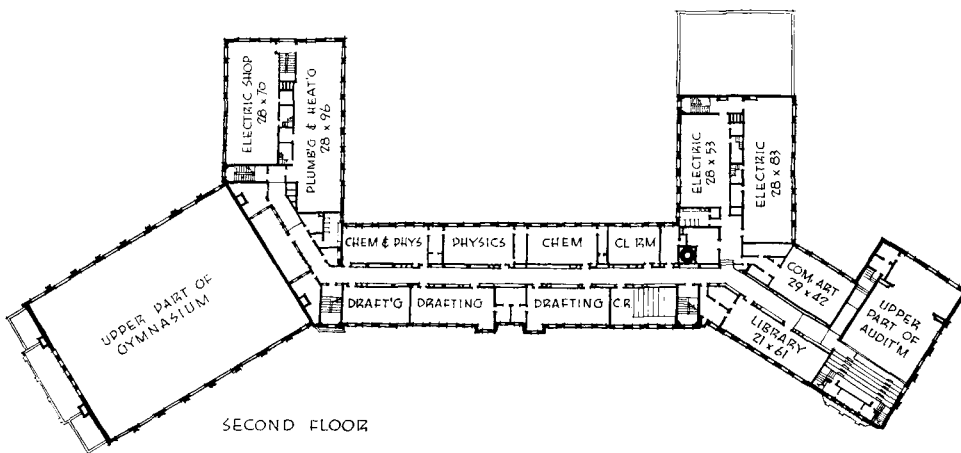 ELECTRIC SHOP
28 x 70
PLUMB'G & HEAT'G
28 x 96
ELECTRIC
28 x 53
ELECTRIC
28 x 83
CHEM & PHYS
PHYSICS
CHEM
CL RM
DRAFT'G
DRAFTING
DRAFTING
C R
COM. ART
29 x 42
LIBRARY
21 x 61
UPPER PART OF
GYMNASIUM
UPPER
PART OF
AUDIT'M
SECOND FLOOR